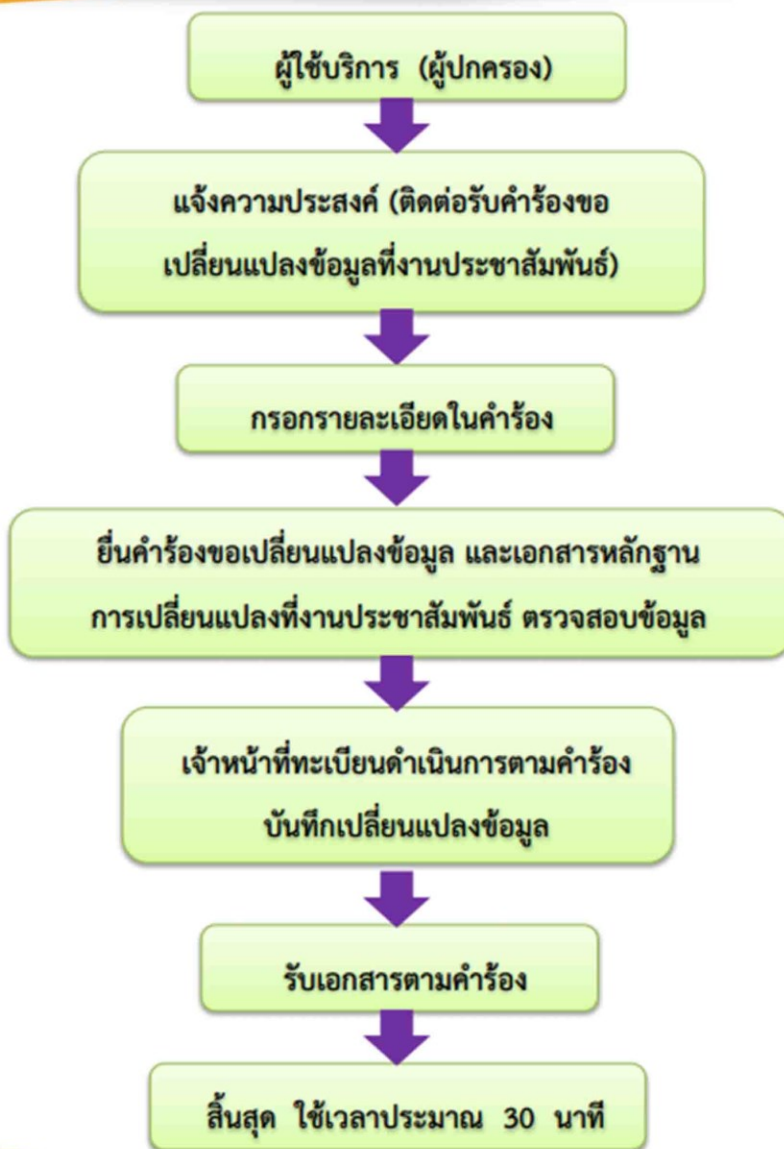 ผู้ใช้บริการ (ผู้ปกครอง)
แจ้งความประสงค์ (ติดต่อรับคำร้องขอ
เปลี่ยนแปลงข้อมูลที่งานประชาสัมพันธ์)
กรอกรายละเอียดในคำร้อง
ยื่นคำร้องขอเปลี่ยนแปลงข้อมูล และเอกสารหลักฐาน
การเปลี่ยนแปลงที่งานประชาสัมพันธ์ ตรวจสอบข้อมูล
เจ้าหน้าที่ทะเบียนดำเนินการตามคำร้อง
บันทึกเปลี่ยนแปลงข้อมูล
รับเอกสารตามคำร้อง
สิ้นสุด ใช้เวลาประมาณ 30 นาที